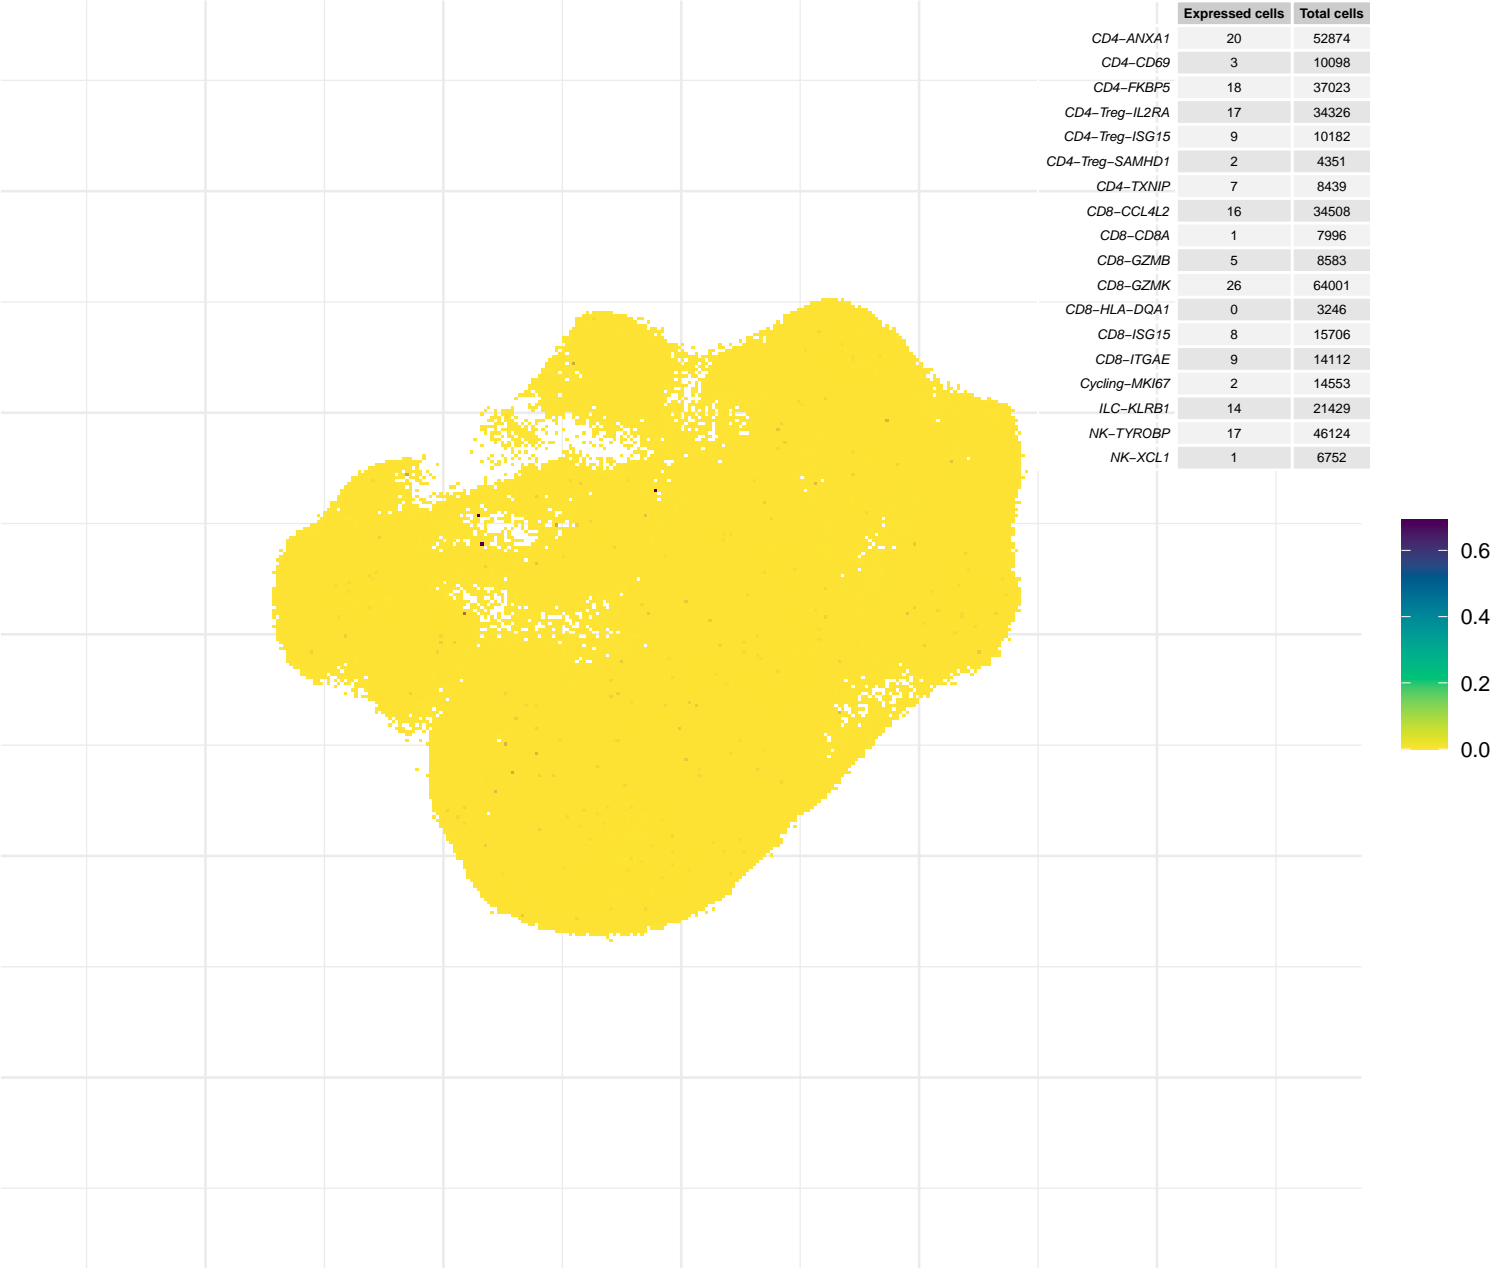 Expressed cells Total cells
CD4−ANXA1 20 52874
CD4−CD69 3 10098
CD4−FKBP5 18 37023
CD4−Treg−IL2RA 17 34326
CD4−Treg−ISG15 9 10182
CD4−Treg−SAMHD1 2 4351
CD4−TXNIP 7 8439
CD8−CCL4L2 16 34508
CD8−CD8A 1 7996
CD8−GZMB 5 8583
CD8−GZMK 26 64001
CD8−HLA−DQA1 0 3246
CD8−ISG15 8 15706
CD8−ITGAE 9 14112
Cycling−MKI67 2 14553
ILC−KLRB1 14 21429
NK−TYROBP 17 46124
NK−XCL1 1 6752
0.6
0.4
0.2
0.0